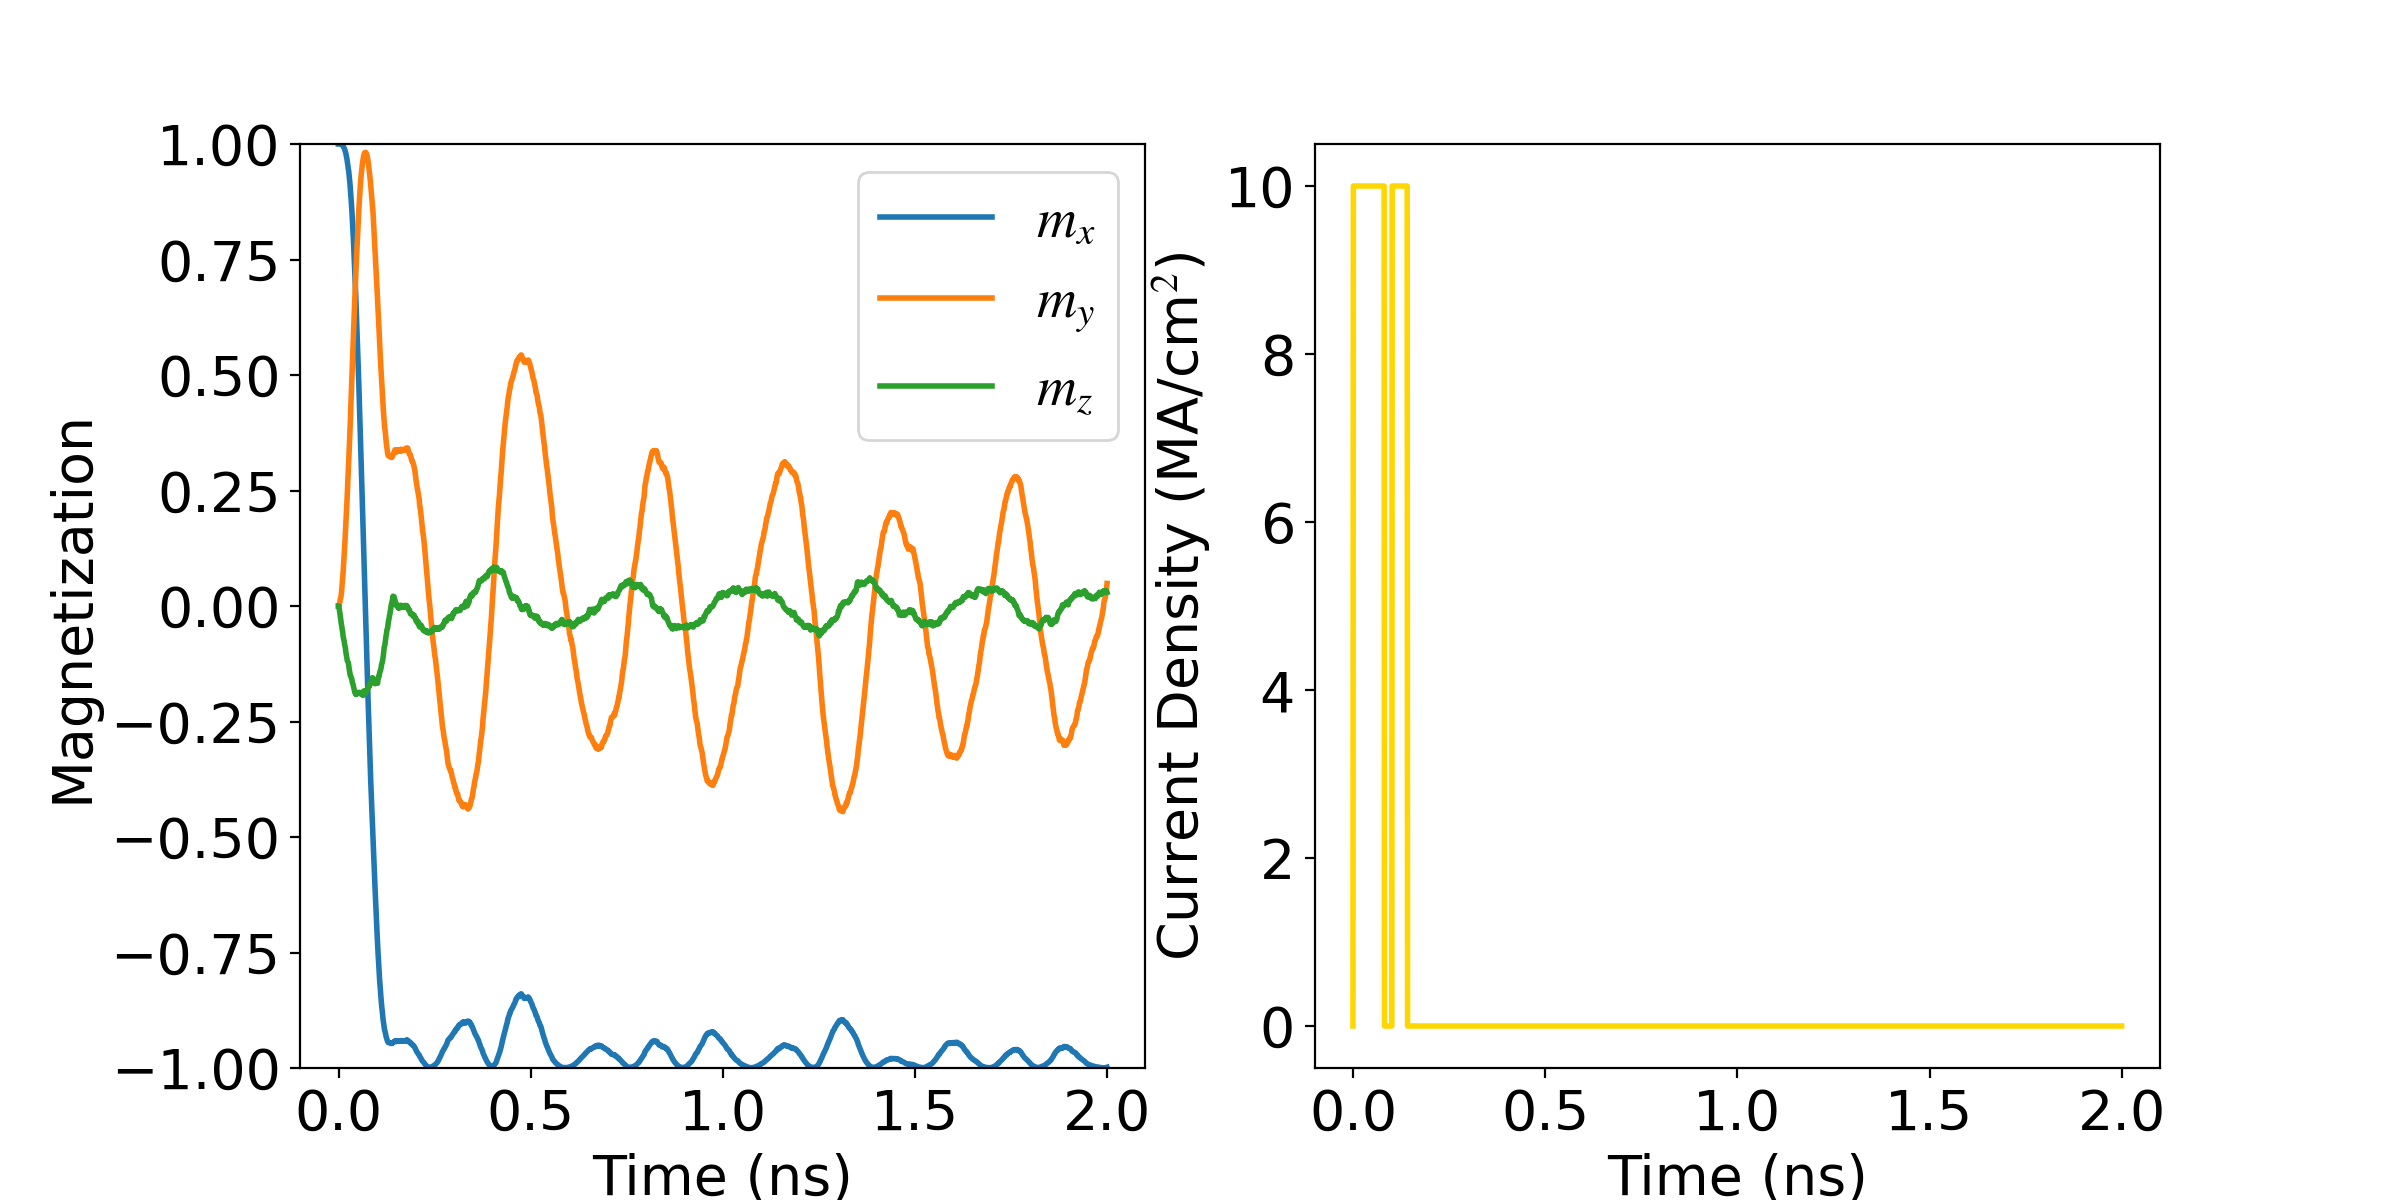 Magnetization
1.00
0.75
0.50
0.25
0.00
−0.25
−0.50
−0.75
−1.00
0.0 0.5 1.0 1.5 2.0
Time (ns)
m_x
m_y
m_z
Current Density (MA/cm²)
10
8
6
4
2
0
0.0 0.5 1.0 1.5 2.0
Time (ns)